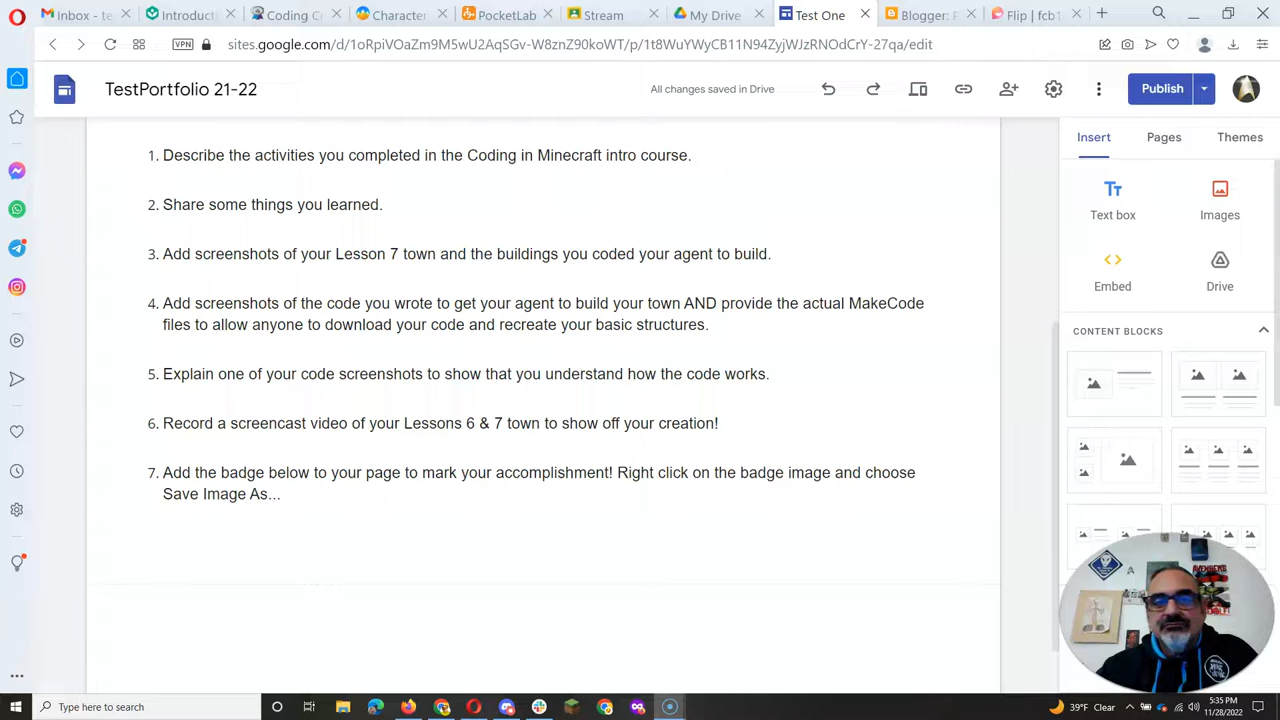 Inbox - te
Introducti
Coding Cr
Character
PocketLab
Stream
My Drive
Test One
Blogger: P
Flip | fcb1
VPN
sites.google.com/d/1oRpiVOaZm9M5wU2AqSGv-W8znZ90koWT/p/1t8WuYWyCB11N94ZyjWJzRNOdCrY-27qa/edit
TestPortfolio 21-22
All changes saved in Drive
Publish
Insert
Pages
Themes
1. Describe the activities you completed in the Coding in Minecraft intro course.
2. Share some things you learned.
3. Add screenshots of your Lesson 7 town and the buildings you coded your agent to build.
4. Add screenshots of the code you wrote to get your agent to build your town AND provide the actual MakeCode
files to allow anyone to download your code and recreate your basic structures.
5. Explain one of your code screenshots to show that you understand how the code works.
6. Record a screencast video of your Lessons 6 & 7 town to show off your creation!
7. Add the badge below to your page to mark your accomplishment! Right click on the badge image and choose
Save Image As...
Text box
Images
Embed
Drive
CONTENT BLOCKS
AVENGERS
Type here to search
39°F Clear
5:35 PM
11/28/2022